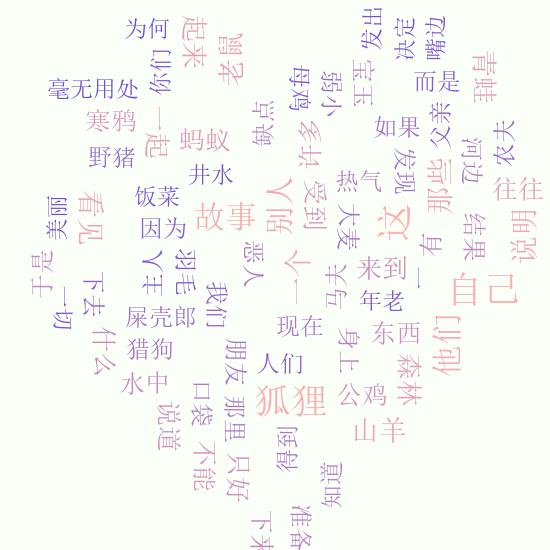 为何
起来
老鼠
发出
决定
嘴边
毫无用处
你们
母鸡
弱小
宝玉
而是
青蛙
寒鸦
一起
蚂蚁
缺点
许多
如果
父亲
农夫
野猪
井水
热气
发现
那些
河边
往往
饭菜
看见
美丽
因为
故事
别人
受到
大麦
这
有一
结果
说明
于是
一切
下去
主人
羽毛
我们
恶人
一个
马夫
来到
年老
自己
什么
屎壳郎
猎狗
现在
身上
东西
他们
水中
朋友
人们
森林
狐狸
公鸡
说道
口袋
那里
山羊
不能
只好
得到
知道
下来
准备